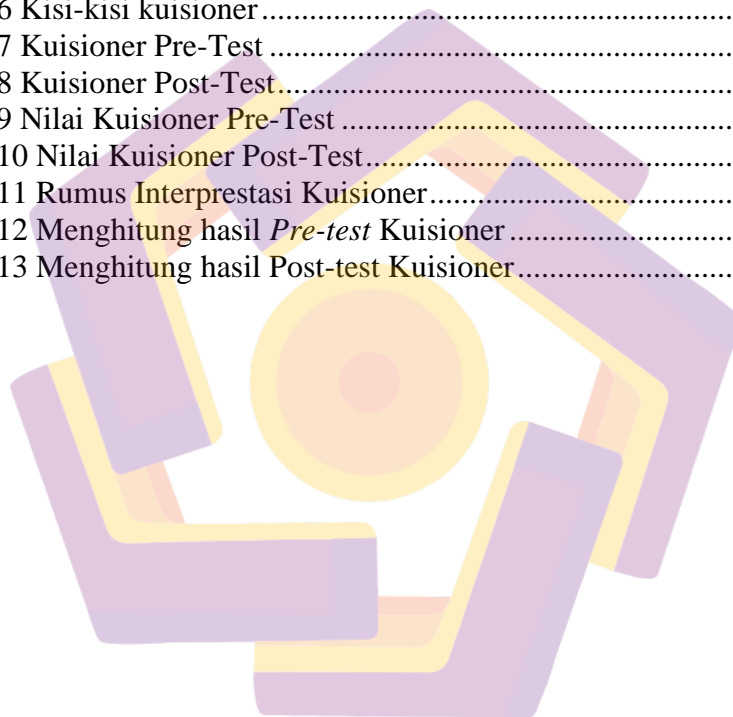 6 Kisi-kisi kuisioner........................................................
7 Kuisioner Pre-Test .......................................................
8 Kuisioner Post-Test......................................................
9 Nilai Kuisioner Pre-Test ...............................................
10 Nilai Kuisioner Post-Test............................................
11 Rumus Interprestasi Kuisioner....................................
12 Menghitung hasil Pre-test Kuisioner ..........................
13 Menghitung hasil Post-test Kuisioner.........................